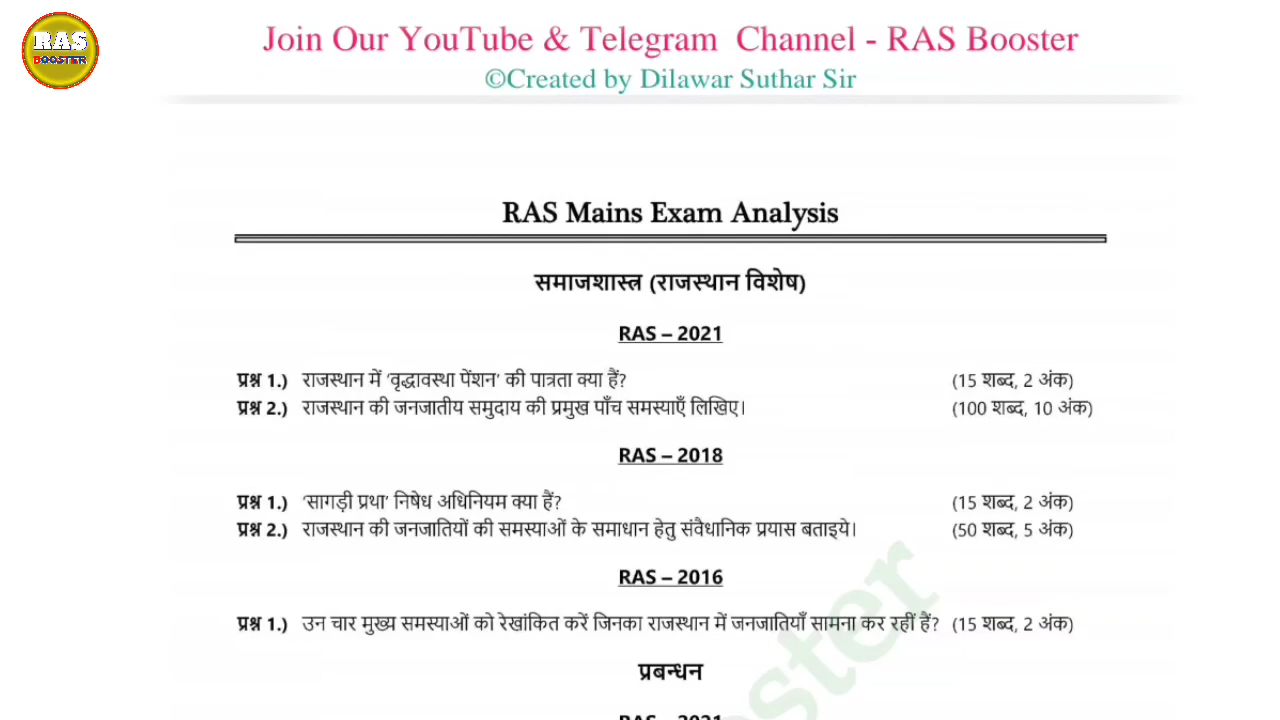 RAS
BOOSTER
Join Our YouTube & Telegram Channel - RAS Booster
©Created by Dilawar Suthar Sir
RAS Mains Exam Analysis
समाजशास्त्र (राजस्थान विशेष)
RAS – 2021
प्रश्न 1.) राजस्थान में ‘वृद्धावस्था पेंशन’ की पात्रता क्या हैं? (15 शब्द, 2 अंक)
प्रश्न 2.) राजस्थान की जनजातीय समुदाय की प्रमुख पाँच समस्याएँ लिखिए। (100 शब्द, 10 अंक)
RAS – 2018
प्रश्न 1.) ‘सागड़ी प्रथा’ निषेध अधिनियम क्या हैं? (15 शब्द, 2 अंक)
प्रश्न 2.) राजस्थान की जनजातियों की समस्याओं के समाधान हेतु संवैधानिक प्रयास बताइये। (50 शब्द, 5 अंक)
RAS – 2016
प्रश्न 1.) उन चार मुख्य समस्याओं को रेखांकित करें जिनका राजस्थान में जनजातियाँ सामना कर रहीं हैं? (15 शब्द, 2 अंक)
प्रबन्धन
RAS – 2021